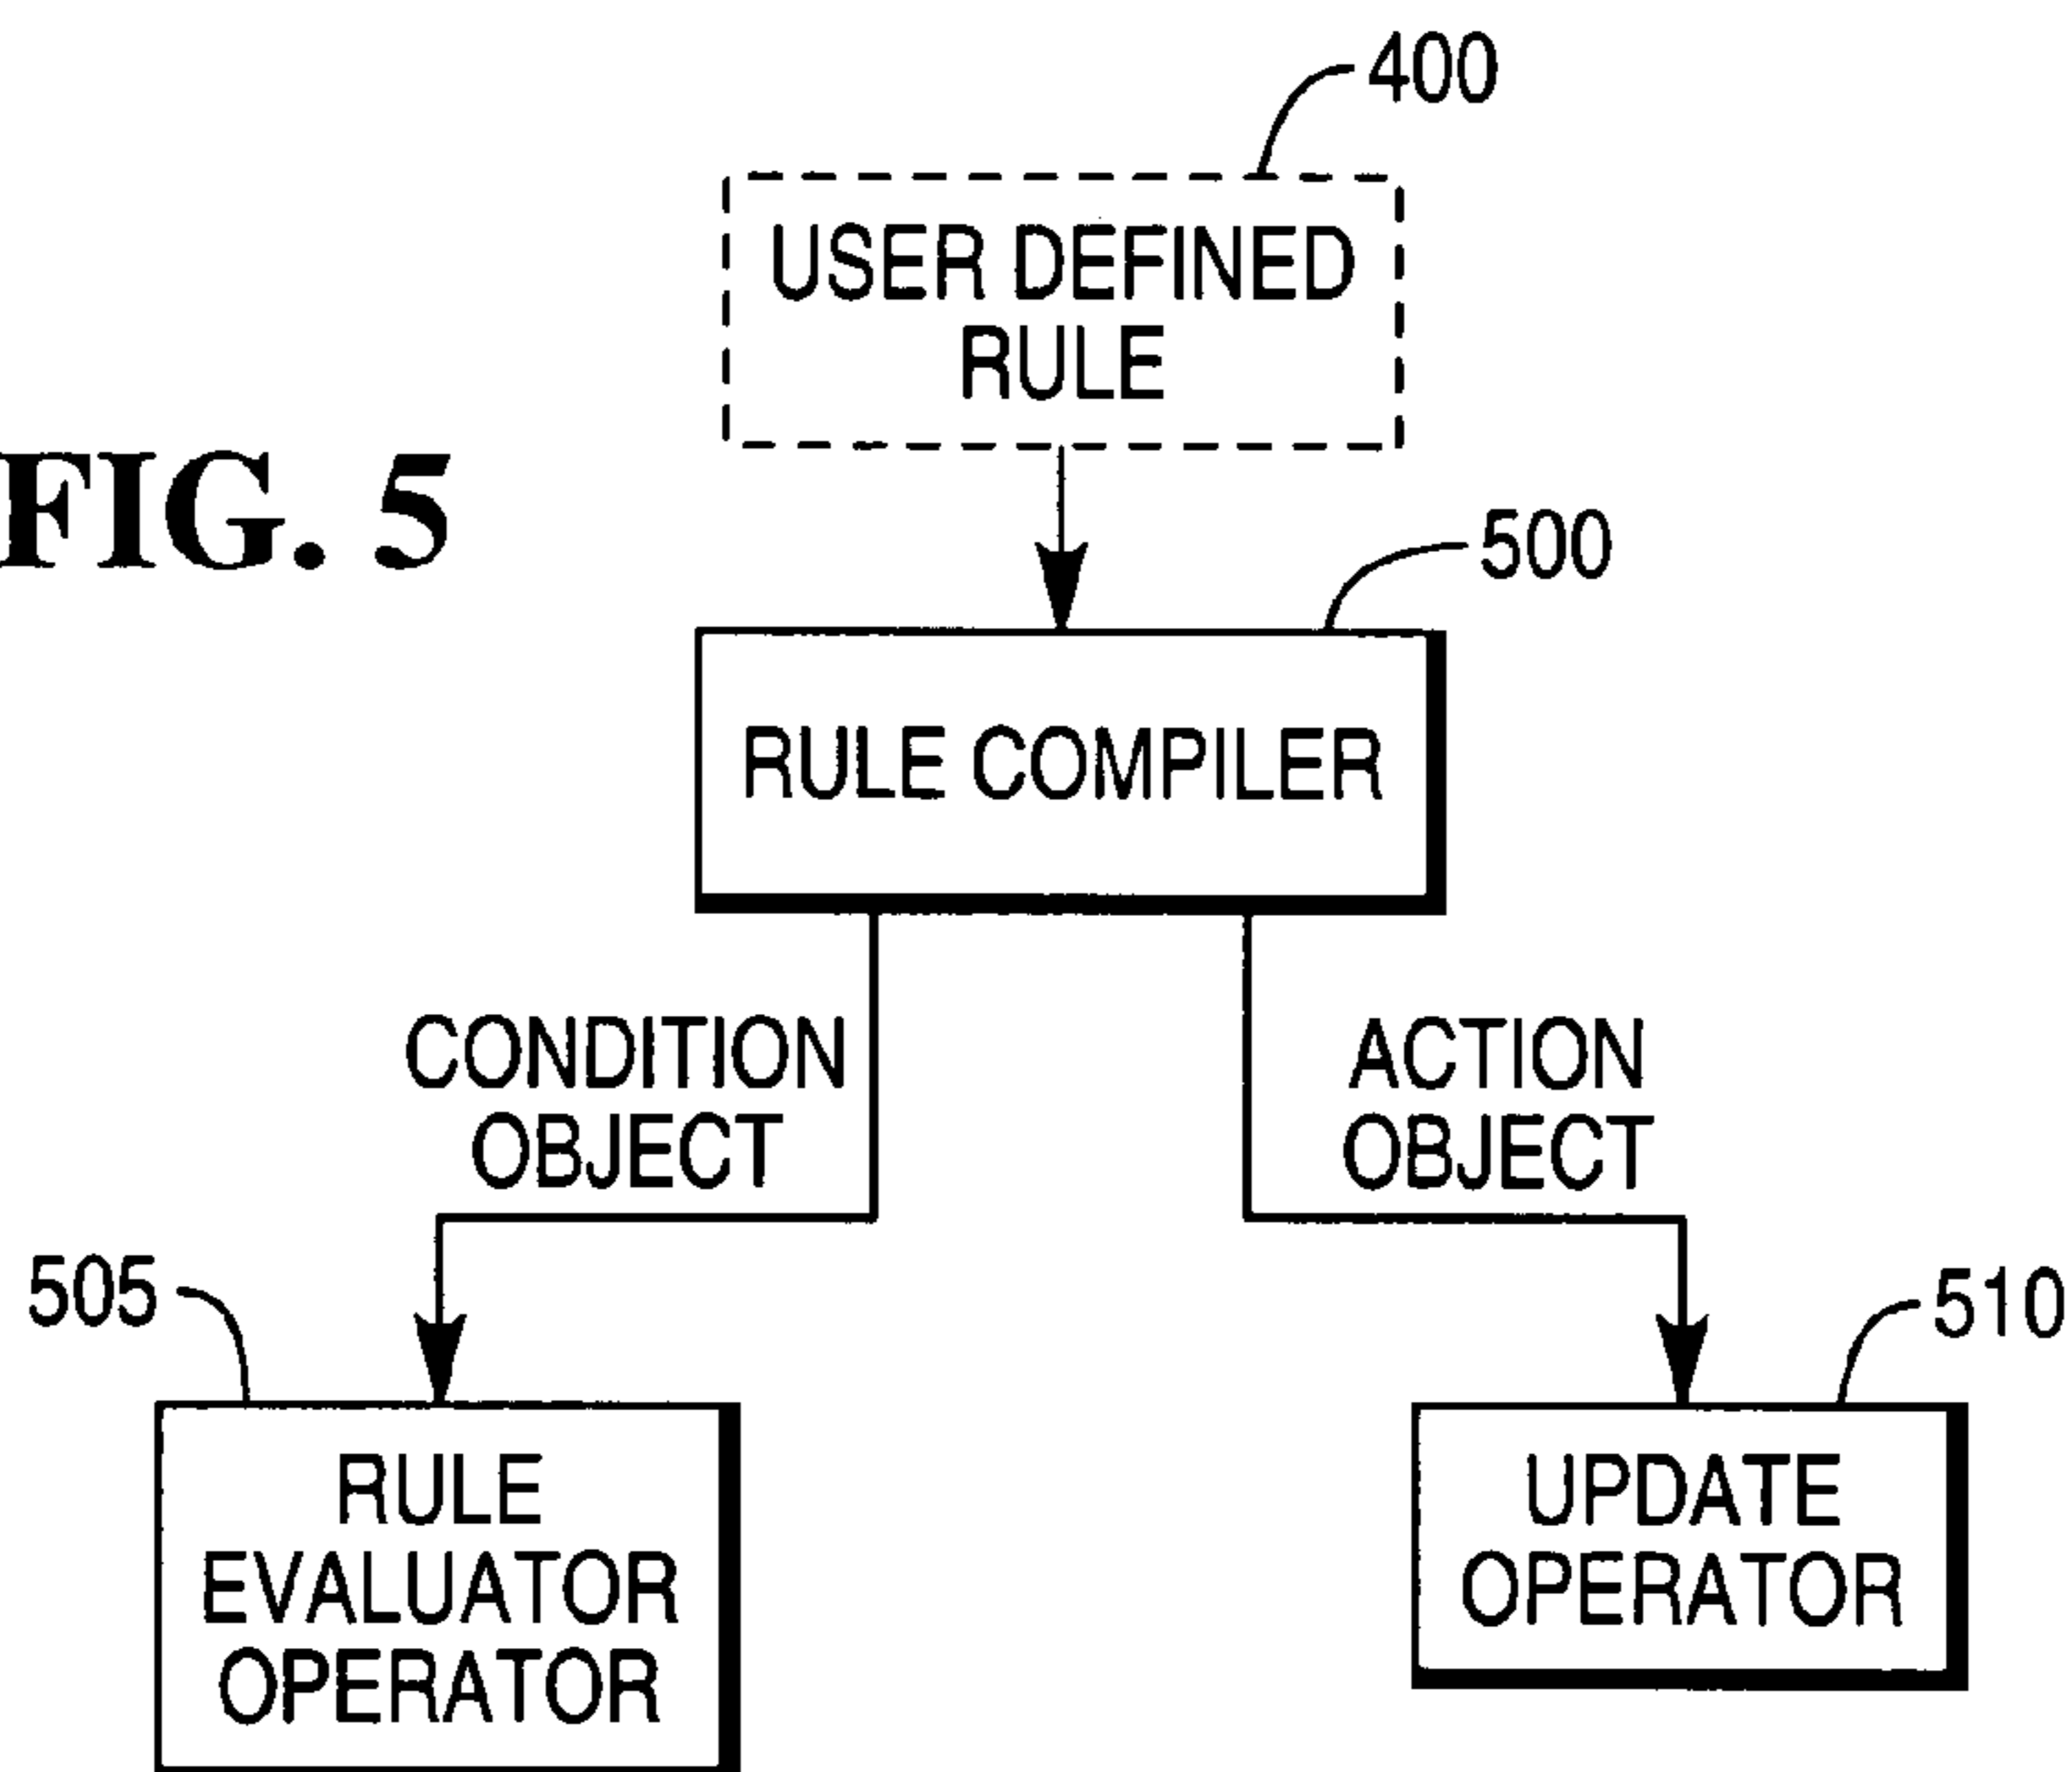 400
USER DEFINED
RULE
FIG. 5
500
RULE COMPILER
CONDITION
OBJECT
ACTION
OBJECT
505
510
RULE
EVALUATOR
OPERATOR
UPDATE
OPERATOR